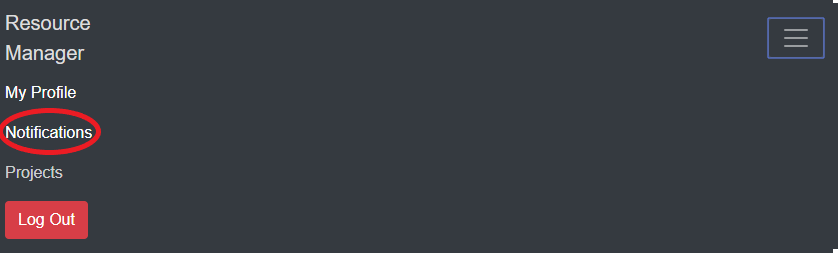 Resource
Manager
My Profile
Notifications
Projects
Log Out